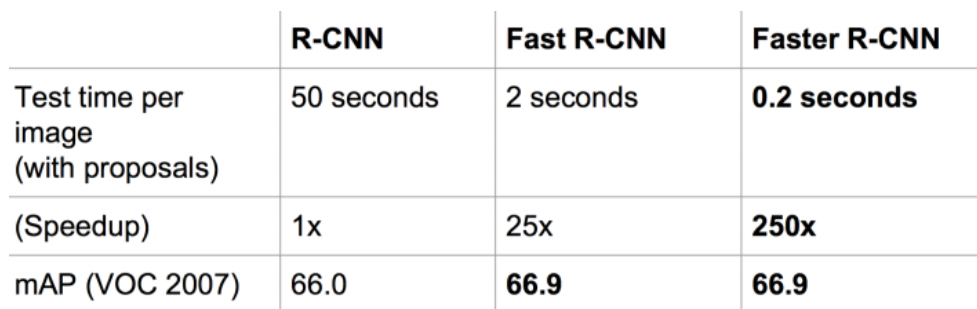 R-CNN Fast R-CNN Faster R-CNN
Test time per image (with proposals) 50 seconds 2 seconds 0.2 seconds
(Speedup) 1x 25x 250x
mAP (VOC 2007) 66.0 66.9 66.9